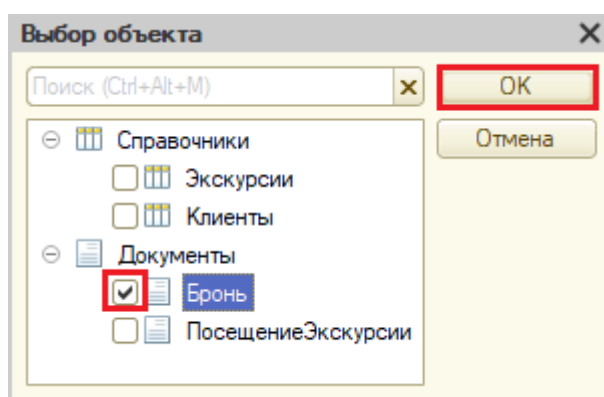 Выбор объекта
Поиск (Ctrl+Alt+M)
OK
Отмена
Справочники
Экскурсии
Клиенты
Документы
Бронь
ПосещениеЭкскурсии